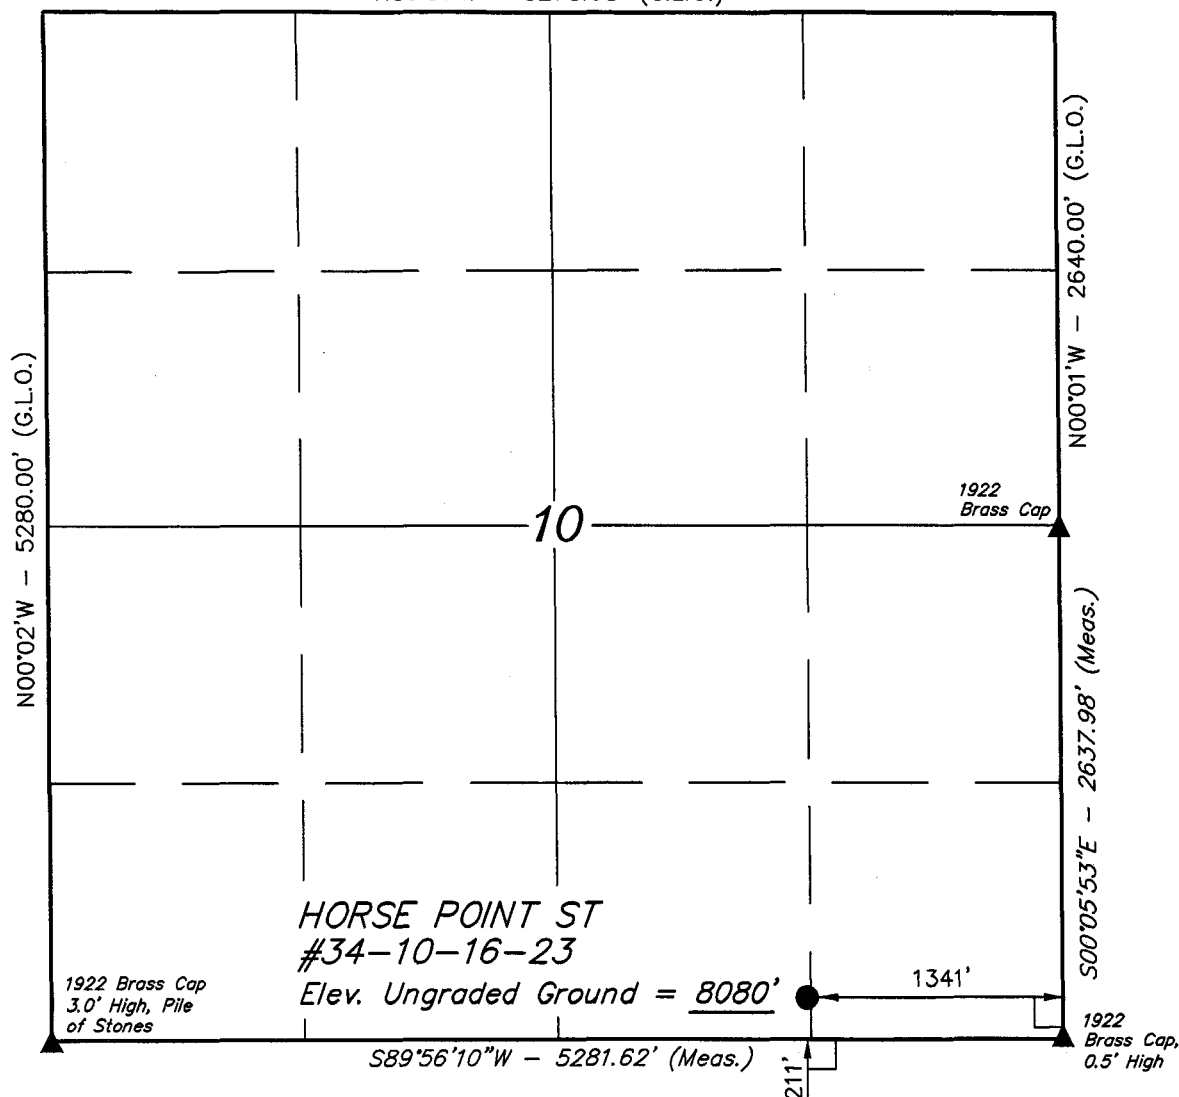 N00°02'W - 5280.00' (G.L.O.)
N00°01'W - 2640.00' (G.L.O.)
10
1922
Brass Cap
S00°05'53"E - 2637.98' (Meas.)
HORSE POINT ST
#34-10-16-23
Elev. Ungraded Ground = 8080'
1341'
1922 Brass Cap
3.0' High, Pile
of Stones
S89°56'10"W - 5281.62' (Meas.)
211'
1922
Brass Cap,
0.5' High